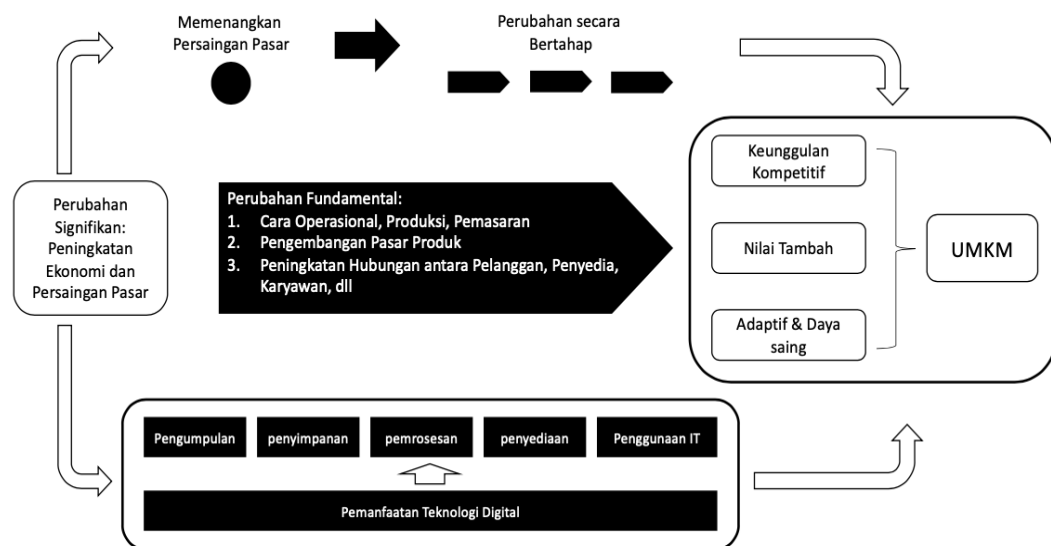 Memenangkan
Persaingan Pasar
Perubahan secara
Bertahap
Perubahan
Signifikan:
Peningkatan
Ekonomi dan
Persaingan Pasar
Perubahan Fundamental:
1. Cara Operasional, Produksi, Pemasaran
2. Pengembangan Pasar Produk
3. Peningkatan Hubungan antara Pelanggan, Penyedia,
Karyawan, dll
Keunggulan
Kompetitif
Nilai Tambah
Adaptif & Daya
saing
UMKM
Pengumpulan
penyimpanan
pemrosesan
penyediaan
Penggunaan IT
Pemanfaatan Teknologi Digital